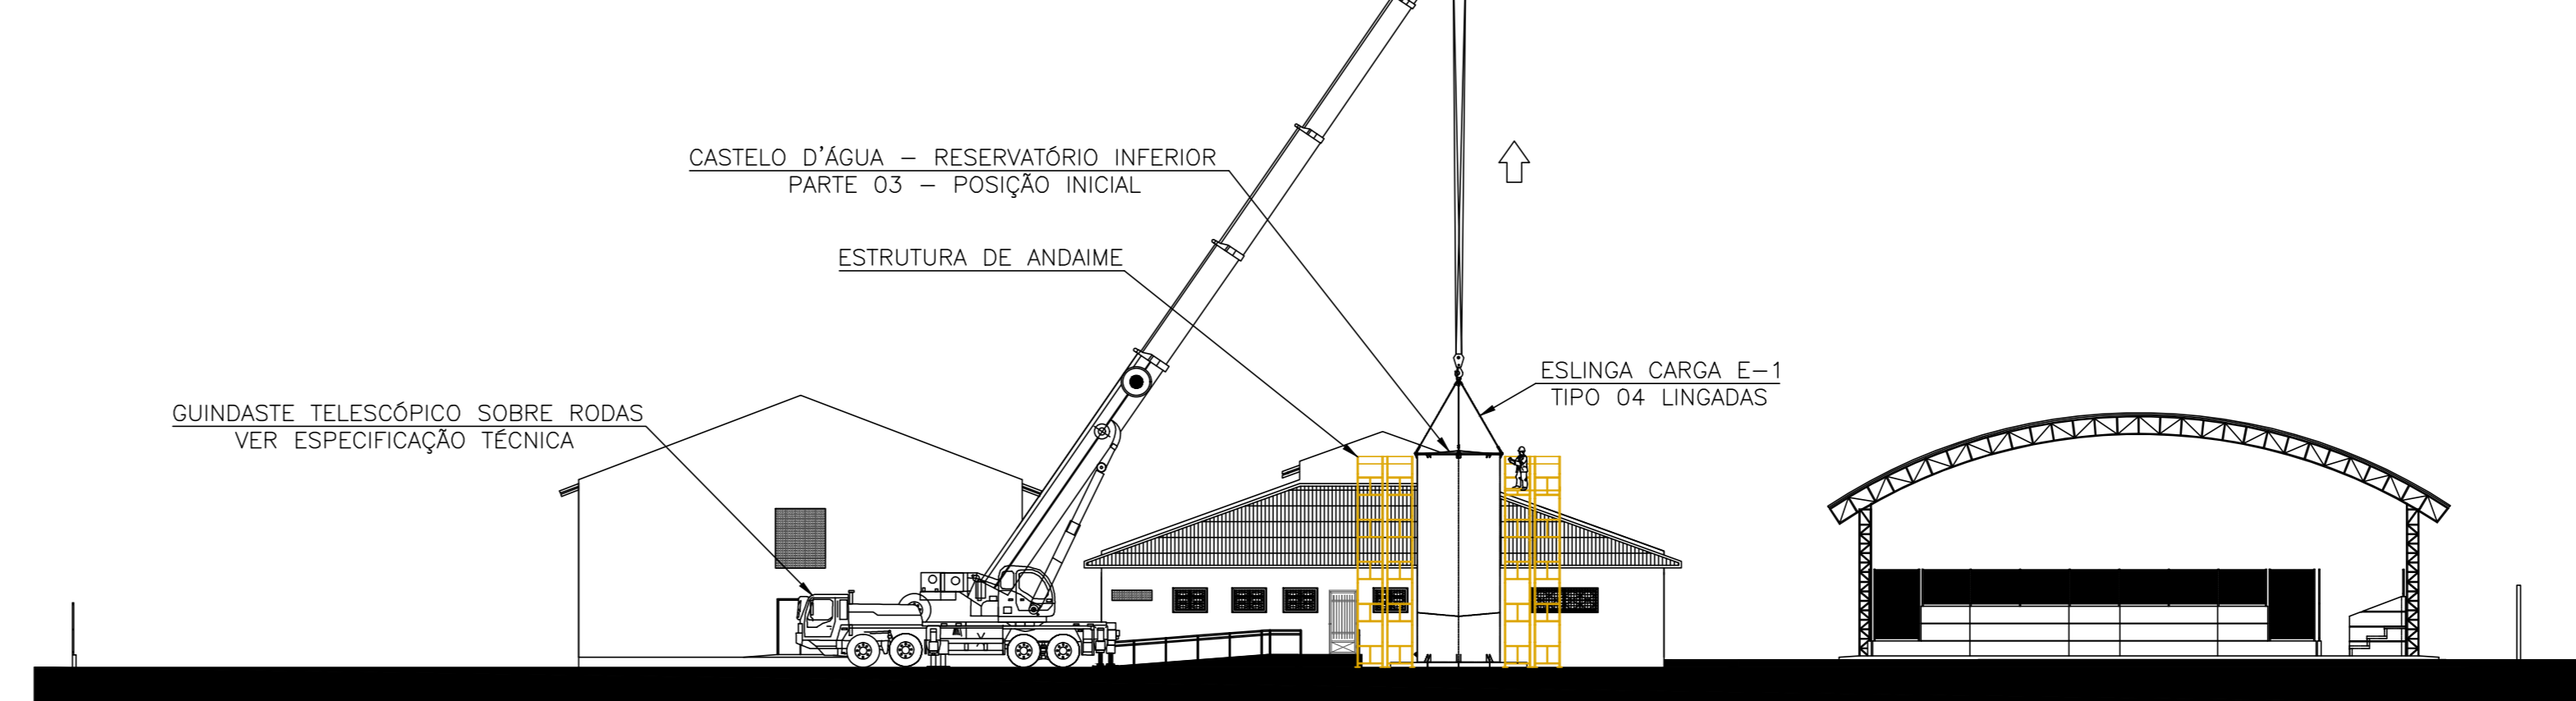 CASTELO D'ÁGUA – RESERVATÓRIO INFERIOR
PARTE 03 – POSIÇÃO INICIAL
ESTRUTURA DE ANDAIME
ESLINGA CARGA E–1
TIPO 04 LINGADAS
GUINDASTE TELESCÓPICO SOBRE RODAS
VER ESPECIFICAÇÃO TÉCNICA